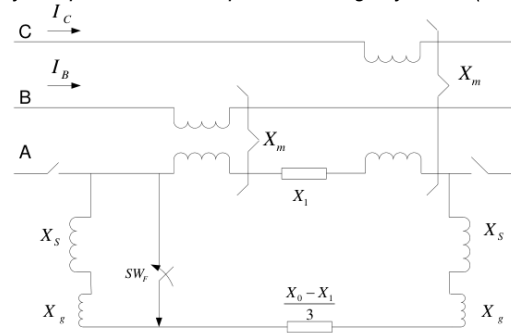 C
I_C
X_m
I_B
B
X_m
A
X_1
X_S
X_S
SW_F
X_g
(X_0 - X_1)/3
X_g